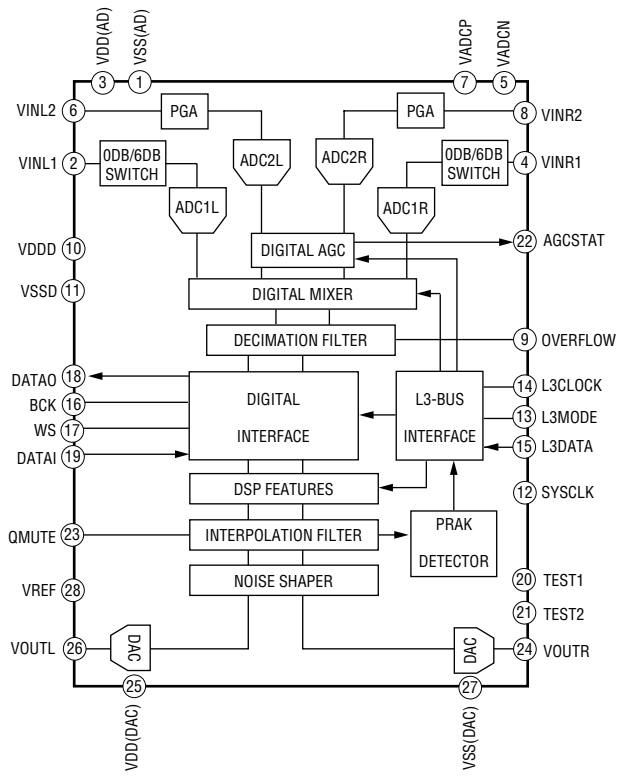 VDD(AD)
VSS(AD)
VADCP
VADCN
3
1
7
5
VINL2
6
PGA
PGA
8
VINR2
VINL1
2
0DB/6DB
SWITCH
ADC2L
ADC2R
0DB/6DB
SWITCH
4
VINR1
ADC1L
ADC1R
VDDD
10
DIGITAL AGC
22
AGCSTAT
VSSD
11
DIGITAL MIXER
DECIMATION FILTER
9
OVERFLOW
DATAO
18
BCK
16
WS
17
DATAI
19
DIGITAL
INTERFACE
L3-BUS
INTERFACE
14
L3CLOCK
13
L3MODE
15
L3DATA
DSP FEATURES
12
SYSCLK
QMUTE
23
INTERPOLATION FILTER
PRAK
DETECTOR
VREF
28
NOISE SHAPER
20
TEST1
21
TEST2
VOUTL
26
DAC
DAC
24
VOUTR
25
27
VDD(DAC)
VSS(DAC)